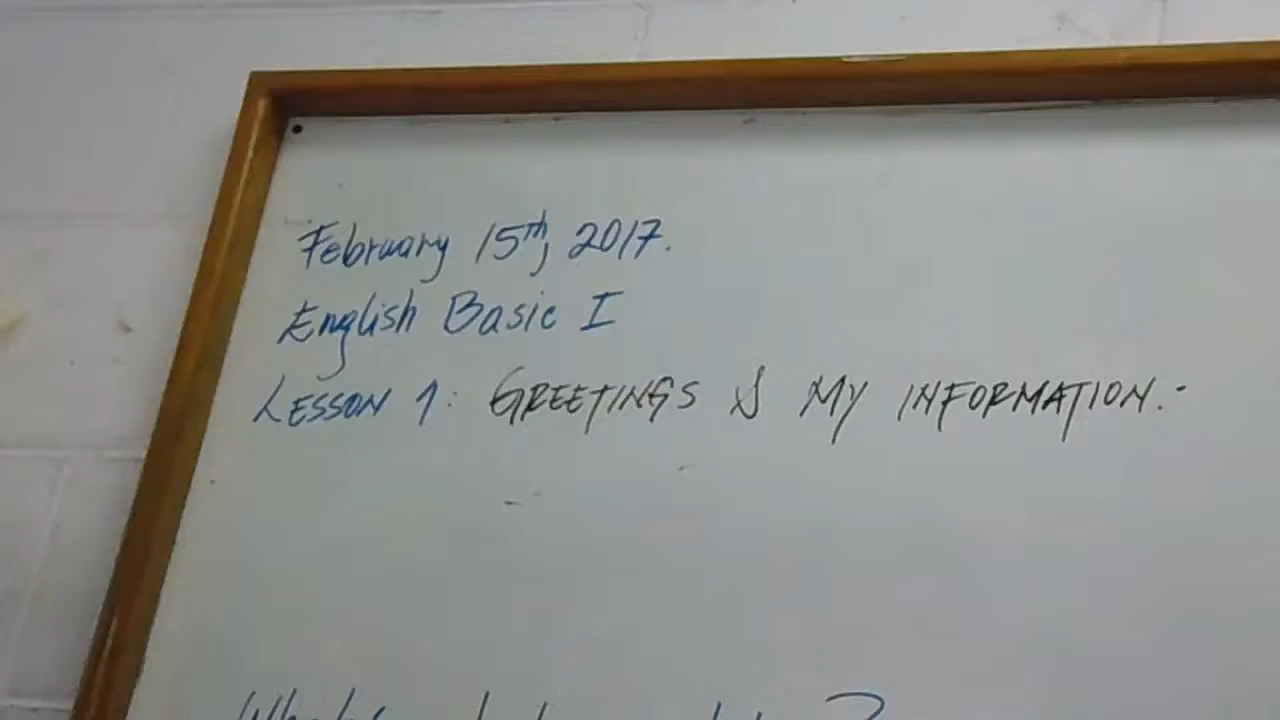 February 15th, 2017.
English Basic I
LESSON 1: GREETINGS & MY INFORMATION.-